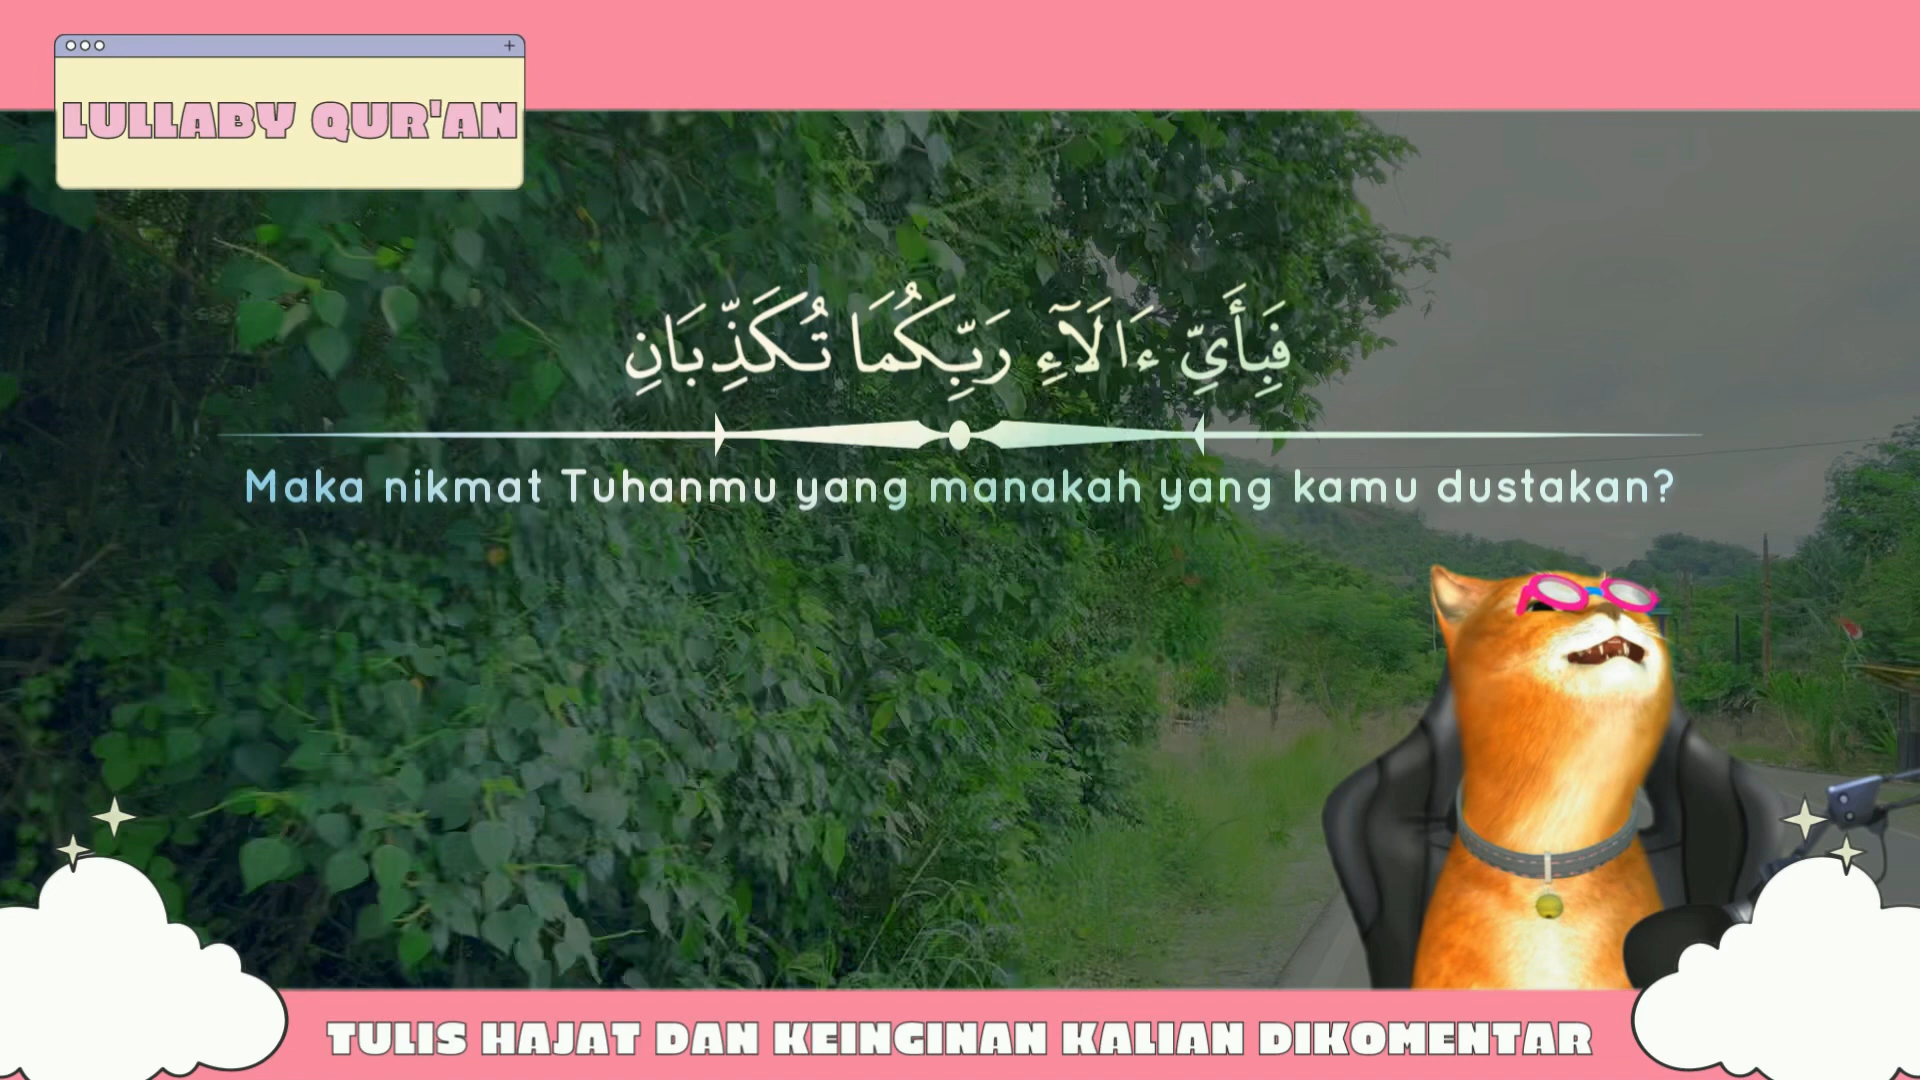 LULLABY QUR'AN
فَبِأَيِّ ءَالَآءِ رَبِّكُمَا تُكَذِّبَانِ
Maka nikmat Tuhanmu yang manakah yang kamu dustakan?
TULIS HAJAT DAN KEINGINAN KALIAN DIKOMENTAR